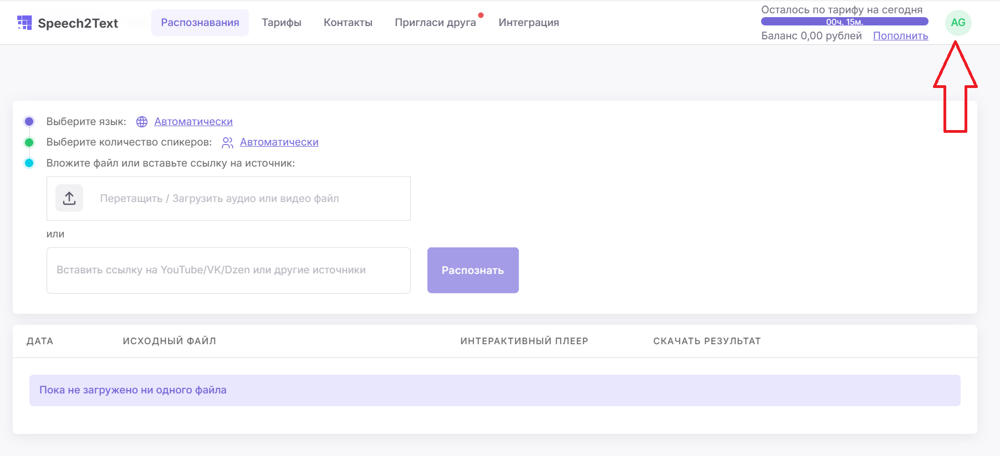 Speech2Text
Распознавания
Тарифы
Контакты
Пригласи друга
Интеграция
Осталось по тарифу на сегодня
00ч. 15м.
Баланс 0,00 рублей Пополнить
AG
Выберите язык: Автоматически
Выберите количество спикеров: Автоматически
Вложите файл или вставьте ссылку на источник:
Перетащить / Загрузить аудио или видео файл
или
Вставить ссылку на YouTube/VK/Dzen или другие источники
Распознать
ДАТА ИСХОДНЫЙ ФАЙЛ ИНТЕРАКТИВНЫЙ ПЛЕЕР СКАЧАТЬ РЕЗУЛЬТАТ
Пока не загружено ни одного файла